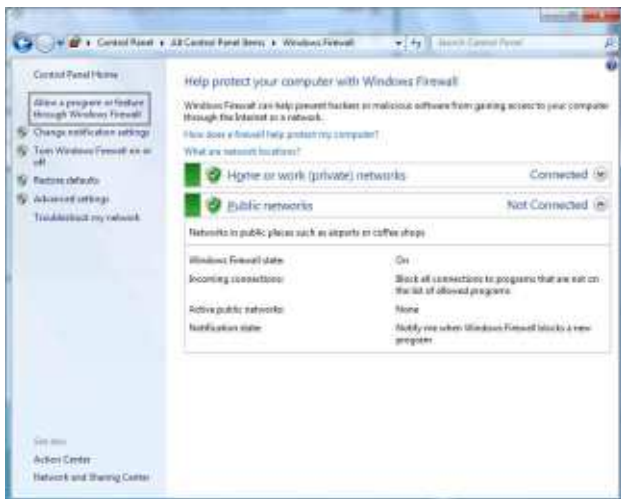 Control Panel ▸ All Control Panel Items ▸ Windows Firewall
Search Control Panel
Control Panel Home
Allow a program or feature
through Windows Firewall
Change notification settings
Turn Windows Firewall on or
off
Restore defaults
Advanced settings
Troubleshoot my network
See also
Action Center
Network and Sharing Center
Help protect your computer with Windows Firewall
Windows Firewall can help prevent hackers or malicious software from gaining access to your computer
through the Internet or a network.
How does a firewall help protect my computer?
What are network locations?
Home or work (private) networks Connected
Public networks Not Connected
Networks in public places such as airports or coffee shops
Windows Firewall state: On
Incoming connections: Block all connections to programs that are not on
the list of allowed programs
Active public networks: None
Notification state: Notify me when Windows Firewall blocks a new
program